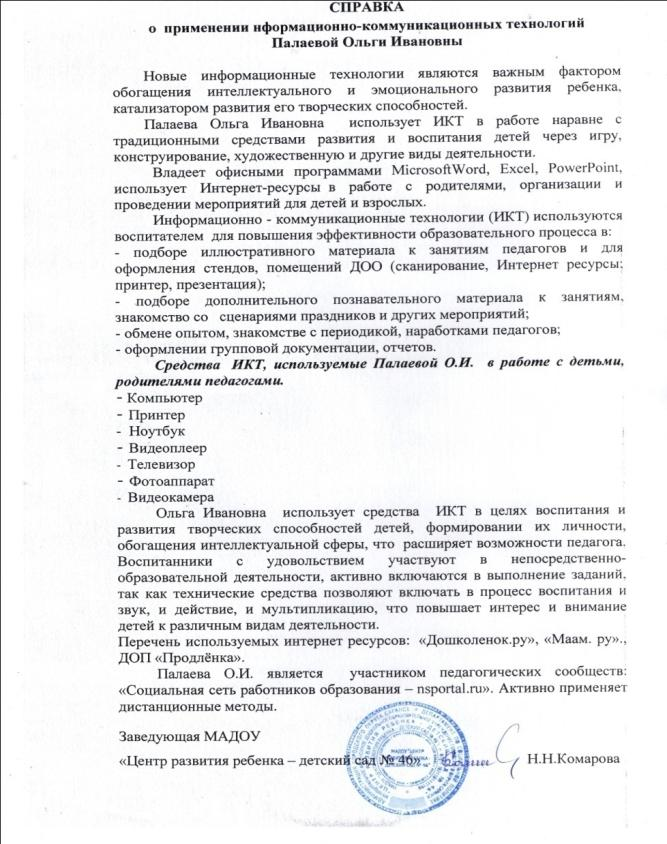 СПРАВКА
о применении нформационно-коммуникационных технологий
Палаевой Ольги Ивановны
Новые информационные технологии являются важным фактором
обогащения интеллектуального и эмоционального развития ребенка,
катализатором развития его творческих способностей.
Палаева Ольга Ивановна использует ИКТ в работе наравне с
традиционными средствами развития и воспитания детей через игру,
конструирование, художественную и другие виды деятельности.
Владеет офисными программами MicrosoftWord, Excel, PowerPoint,
использует Интернет-ресурсы в работе с родителями, организации и
проведении мероприятий для детей и взрослых.
Информационно - коммуникационные технологии (ИКТ) используются
воспитателем для повышения эффективности образовательного процесса в:
- подборе иллюстративного материала к занятиям педагогов и для
оформления стендов, помещений ДОО (сканирование, Интернет ресурсы;
принтер, презентация);
- подборе дополнительного познавательного материала к занятиям,
знакомство со сценариями праздников и других мероприятий;
- обмене опытом, знакомстве с периодикой, наработками педагогов;
- оформлении групповой документации, отчетов.
Средства ИКТ, используемые Палаевой О.И. в работе с детьми,
родителями педагогами.
- Компьютер
- Принтер
- Ноутбук
- Видеоплеер
- Телевизор
- Фотоаппарат
- Видеокамера
Ольга Ивановна использует средства ИКТ в целях воспитания и
развития творческих способностей детей, формировании их личности,
обогащения интеллектуальной сферы, что расширяет возможности педагога.
Воспитанники с удовольствием участвуют в непосредственно-
образовательной деятельности, активно включаются в выполнение заданий,
так как технические средства позволяют включать в процесс воспитания и
звук, и действие, и мультипликацию, что повышает интерес и внимание
детей к различным видам деятельности.
Перечень используемых интернет ресурсов: «Дошколенок.ру», «Маам. ру».,
ДОП «Продлёнка».
Палаева О.И. является участником педагогических сообществ:
«Социальная сеть работников образования – nsportal.ru». Активно применяет
дистанционные методы.
Заведующая МАДОУ
«Центр развития ребенка – детский сад № 46» Н.Н.Комарова